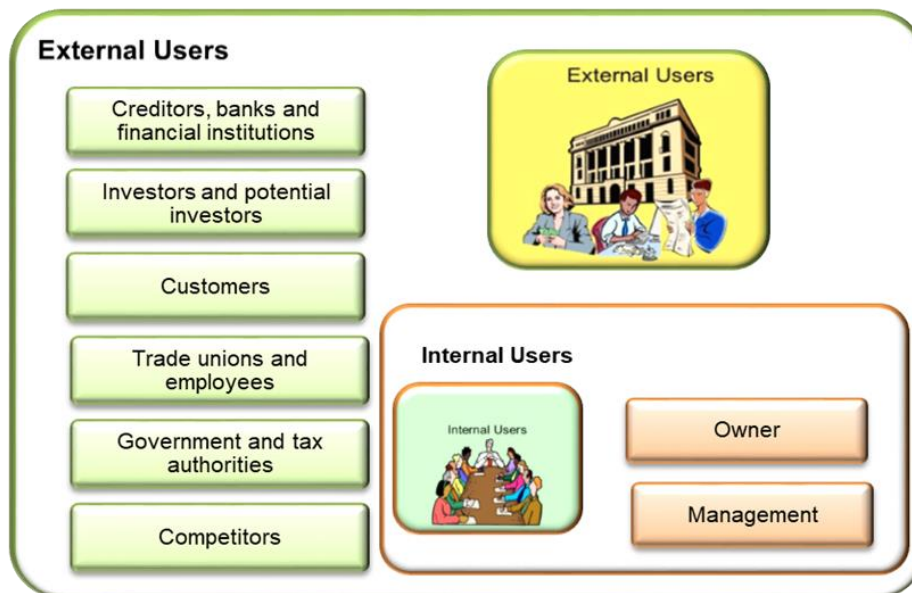 External Users
Creditors, banks and
financial institutions
Investors and potential
investors
Customers
Trade unions and
employees
Government and tax
authorities
Competitors
External Users
Internal Users
Internal Users
Owner
Management